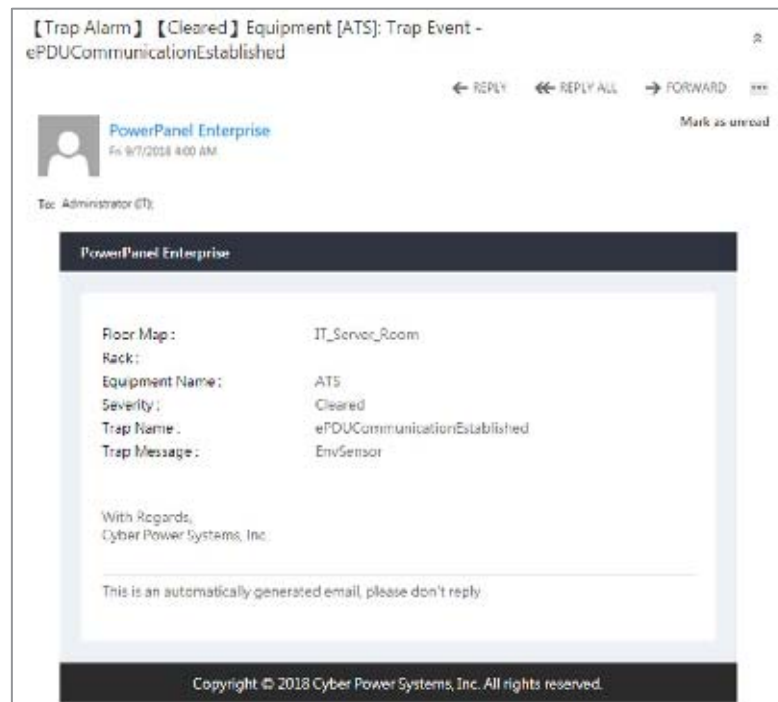 【Trap Alarm】【Cleared】Equipment [ATS]: Trap Event -
ePDUCommunicationEstablished
REPLY REPLY ALL FORWARD
Mark as unread
PowerPanel Enterprise
Fri 9/7/2018 4:00 AM
To: Administrator (IT);
PowerPanel Enterprise
Floor Map : IT_Server_Room
Rack :
Equipment Name : ATS
Severity : Cleared
Trap Name : ePDUCommunicationEstablished
Trap Message : EnvSensor
With Regards,
Cyber Power Systems, Inc.
This is an automatically generated email, please don't reply
Copyright © 2018 Cyber Power Systems, Inc. All rights reserved.